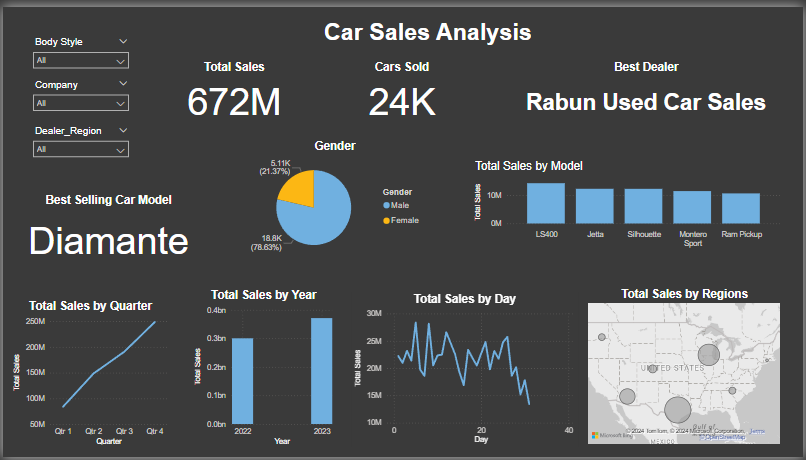 Car Sales Analysis
Body Style
All
Company
All
Dealer_Region
All
Total Sales
672M
Cars Sold
24K
Best Dealer
Rabun Used Car Sales
Best Selling Car Model
Diamante
Gender
5.11K
(21.37%)
18.8K
(78.63%)
Gender
Male
Female
Total Sales by Model
Total Sales
10M
0M
LS400
Jetta
Silhouette
Montero
Sport
Ram Pickup
Total Sales by Quarter
Total Sales
250M
200M
150M
100M
50M
Qtr 1
Qtr 2
Qtr 3
Qtr 4
Quarter
Total Sales by Year
Total Sales
0.4bn
0.3bn
0.2bn
0.1bn
0.0bn
2022
2023
Year
Total Sales by Day
Total Sales
30M
25M
20M
15M
10M
0
20
40
Day
Total Sales by Regions
UNITED STATES
Gulf of
MEXICO
Microsoft Bing
© 2024 TomTom, © 2024 Microsoft Corporation, Terms
© OpenStreetMap